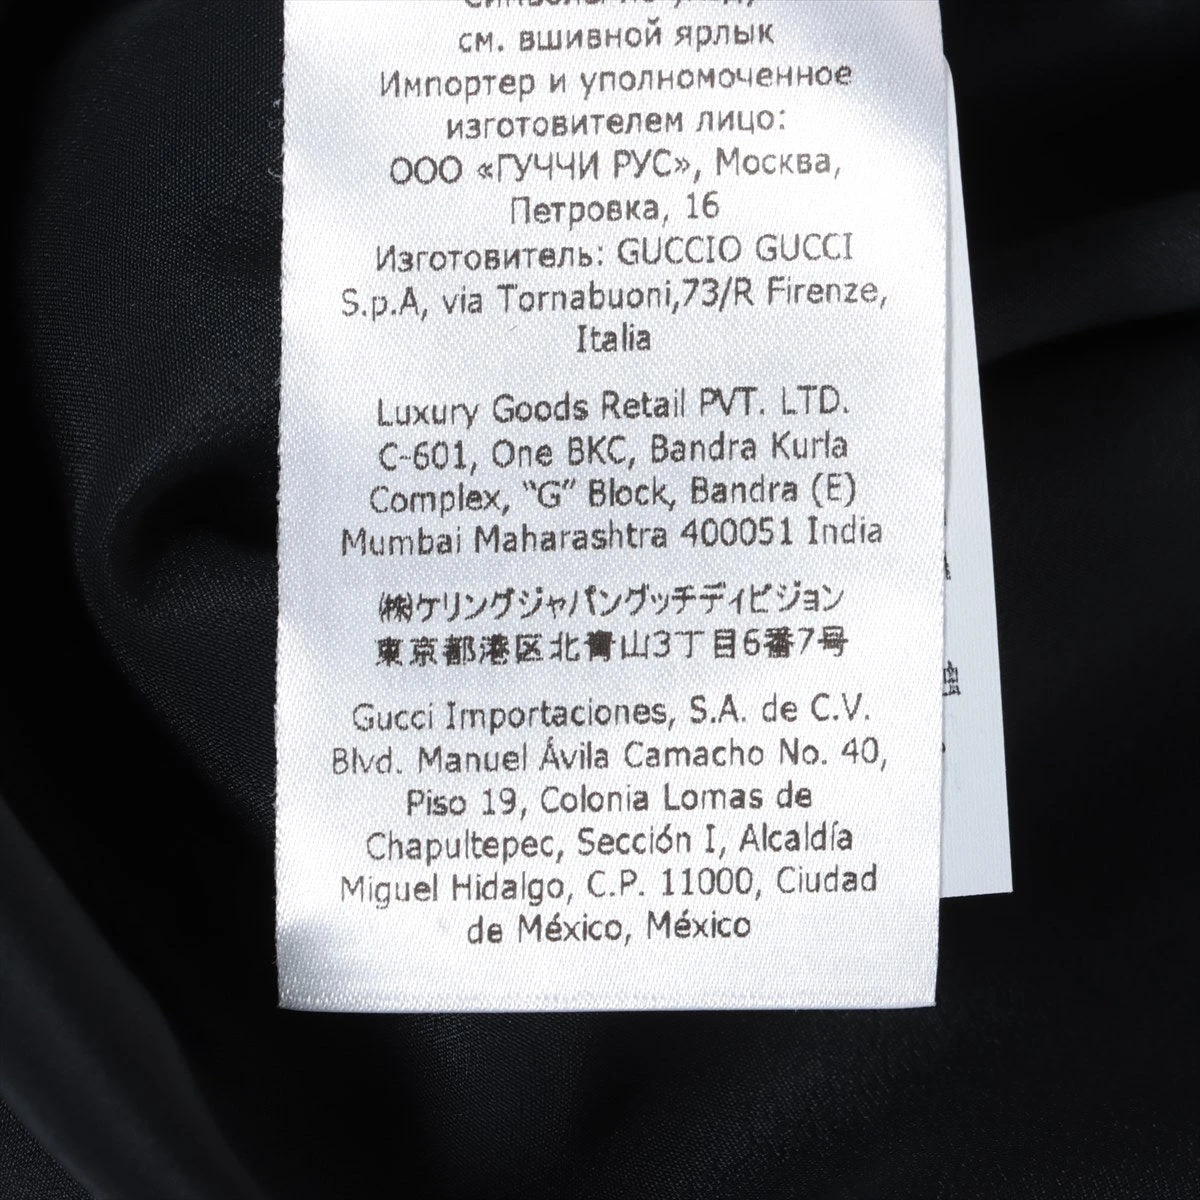 см. вшивной ярлык
Импортер и уполномоченное
изготовителем лицо:
ООО «ГУЧЧИ РУС», Москва,
Петровка, 16
Изготовитель: GUCCIO GUCCI
S.p.A, via Tornabuoni,73/R Firenze,
Italia
Luxury Goods Retail PVT. LTD.
C-601, One BKC, Bandra Kurla
Complex, “G” Block, Bandra (E)
Mumbai Maharashtra 400051 India
㈱ケリングジャパングッチディビジョン
東京都港区北青山3丁目6番7号
Gucci Importaciones, S.A. de C.V.
Blvd. Manuel Ávila Camacho No. 40,
Piso 19, Colonia Lomas de
Chapultepec, Sección I, Alcaldía
Miguel Hidalgo, C.P. 11000, Ciudad
de México, México